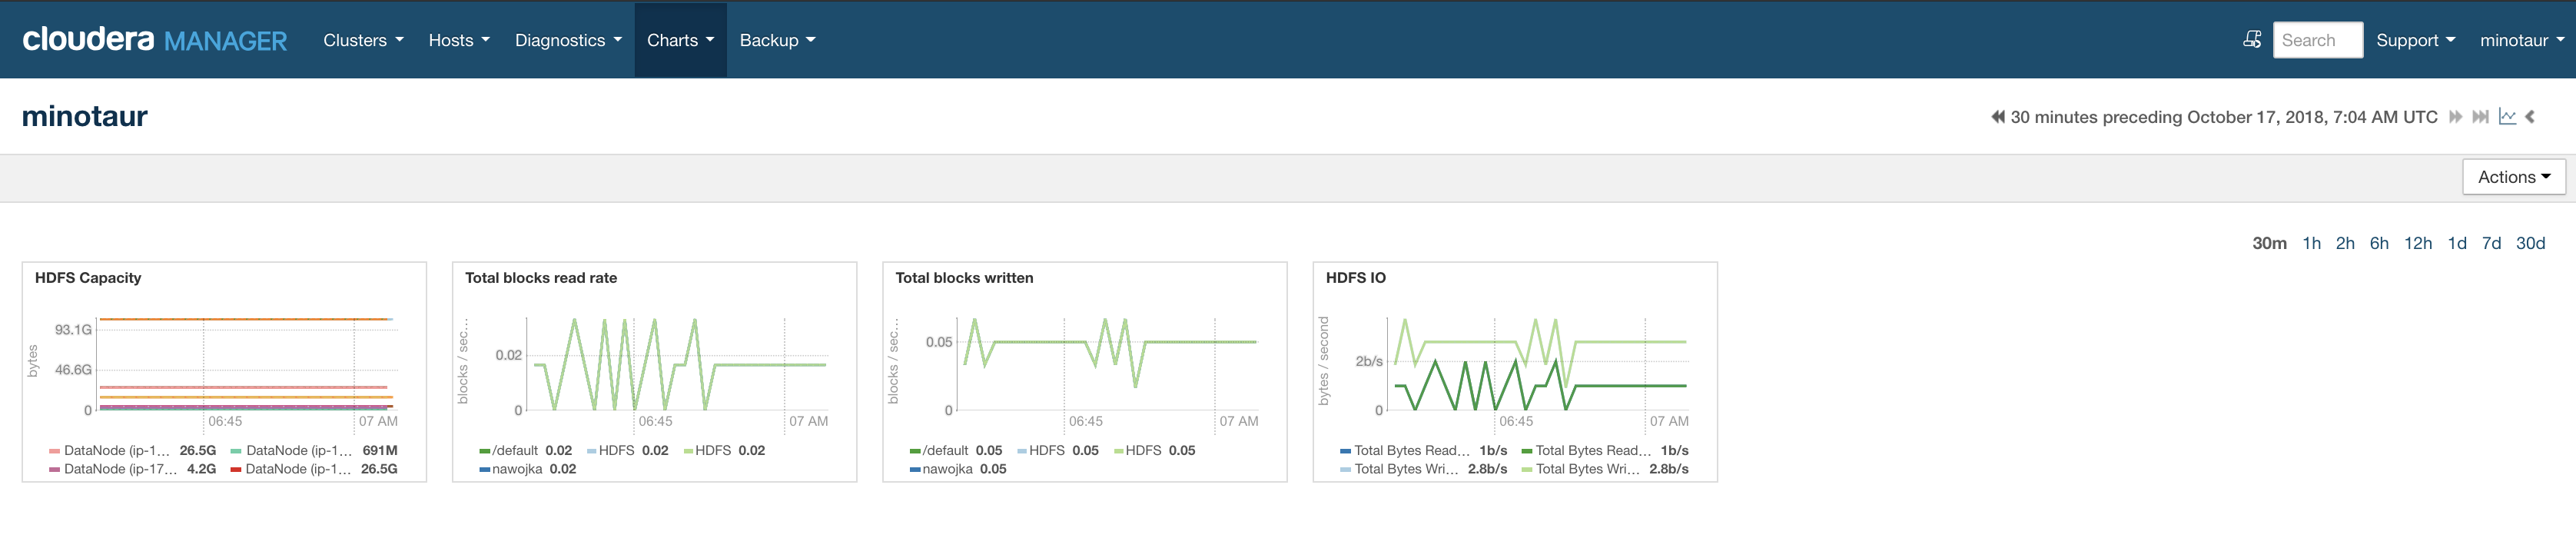 cloudera MANAGER Clusters Hosts Diagnostics Charts Backup Search Support minotaur
minotaur
30 minutes preceding October 17, 2018, 7:04 AM UTC
Actions
30m 1h 2h 6h 12h 1d 7d 30d
HDFS Capacity
bytes
93.1G
46.6G
0
06:45 07 AM
DataNode (ip-1... 26.5G DataNode (ip-1... 691M
DataNode (ip-17... 4.2G DataNode (ip-1... 26.5G
Total blocks read rate
blocks / sec...
0.02
0
06:45 07 AM
/default 0.02 HDFS 0.02 HDFS 0.02
nawojka 0.02
Total blocks written
blocks / sec...
0.05
0
06:45 07 AM
/default 0.05 HDFS 0.05 HDFS 0.05
nawojka 0.05
HDFS IO
bytes / second
2b/s
0
06:45 07 AM
Total Bytes Read... 1b/s Total Bytes Read... 1b/s
Total Bytes Wri... 2.8b/s Total Bytes Wri... 2.8b/s